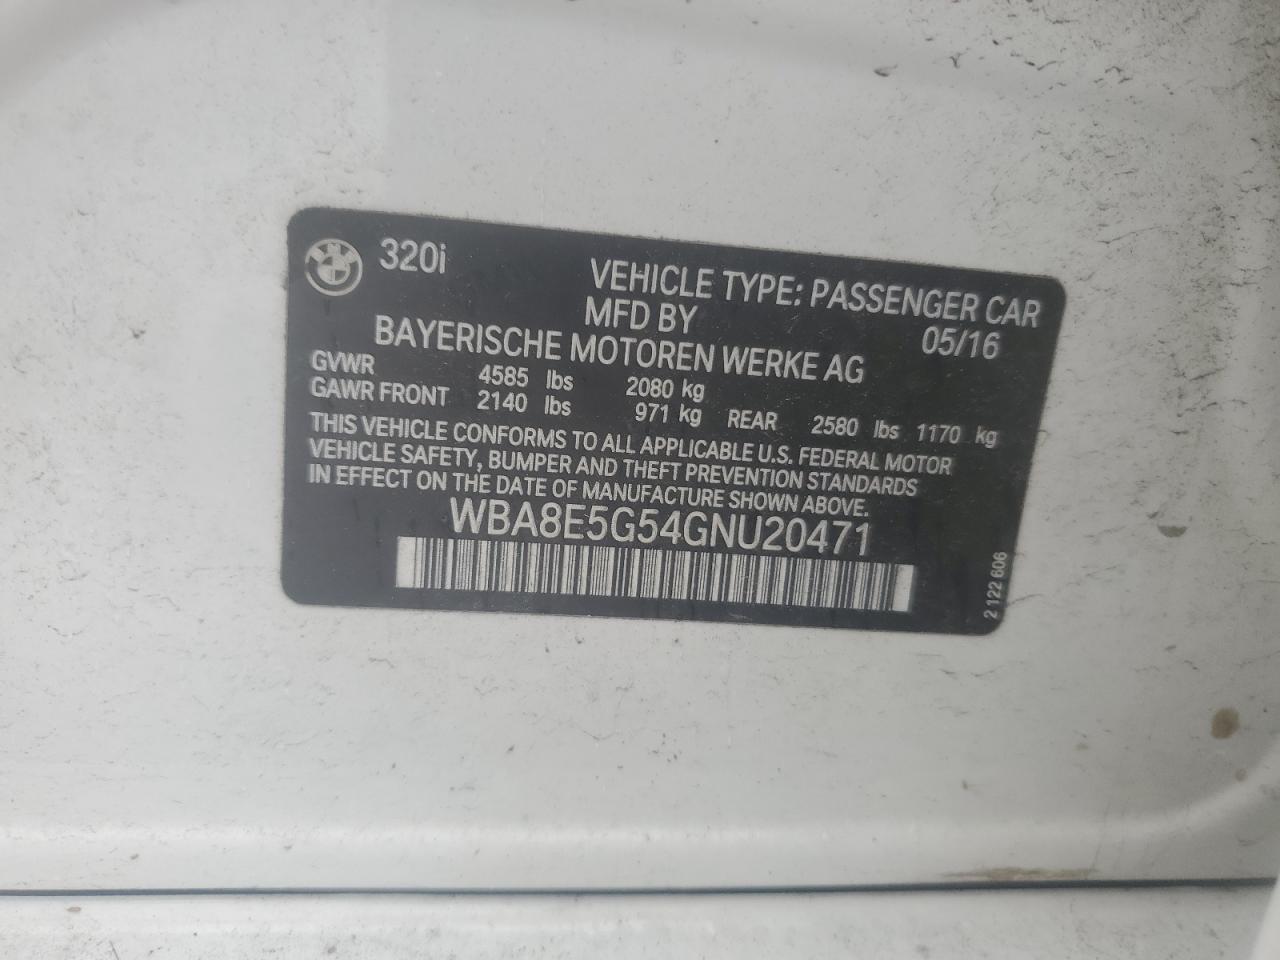 320i
VEHICLE TYPE: PASSENGER CAR
MFD BY 05/16
BAYERISCHE MOTOREN WERKE AG
GVWR 4585 lbs 2080 kg
GAWR FRONT 2140 lbs 971 kg REAR 2580 lbs 1170 kg
THIS VEHICLE CONFORMS TO ALL APPLICABLE U.S. FEDERAL MOTOR
VEHICLE SAFETY, BUMPER AND THEFT PREVENTION STANDARDS
IN EFFECT ON THE DATE OF MANUFACTURE SHOWN ABOVE.
WBA8E5G54GNU20471
2 122 606